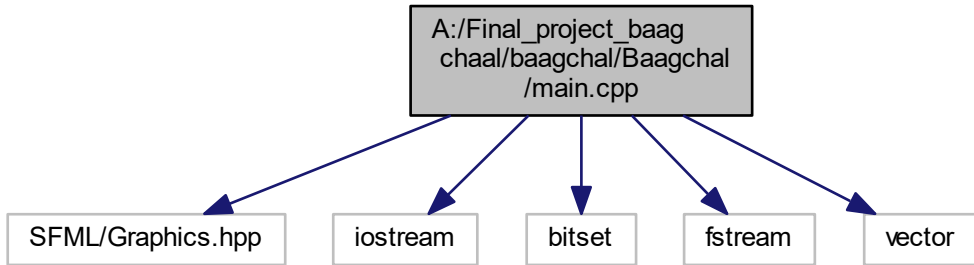 A:/Final_project_baag
chaal/baagchal/Baagchal
/main.cpp
SFML/Graphics.hpp
iostream
bitset
fstream
vector